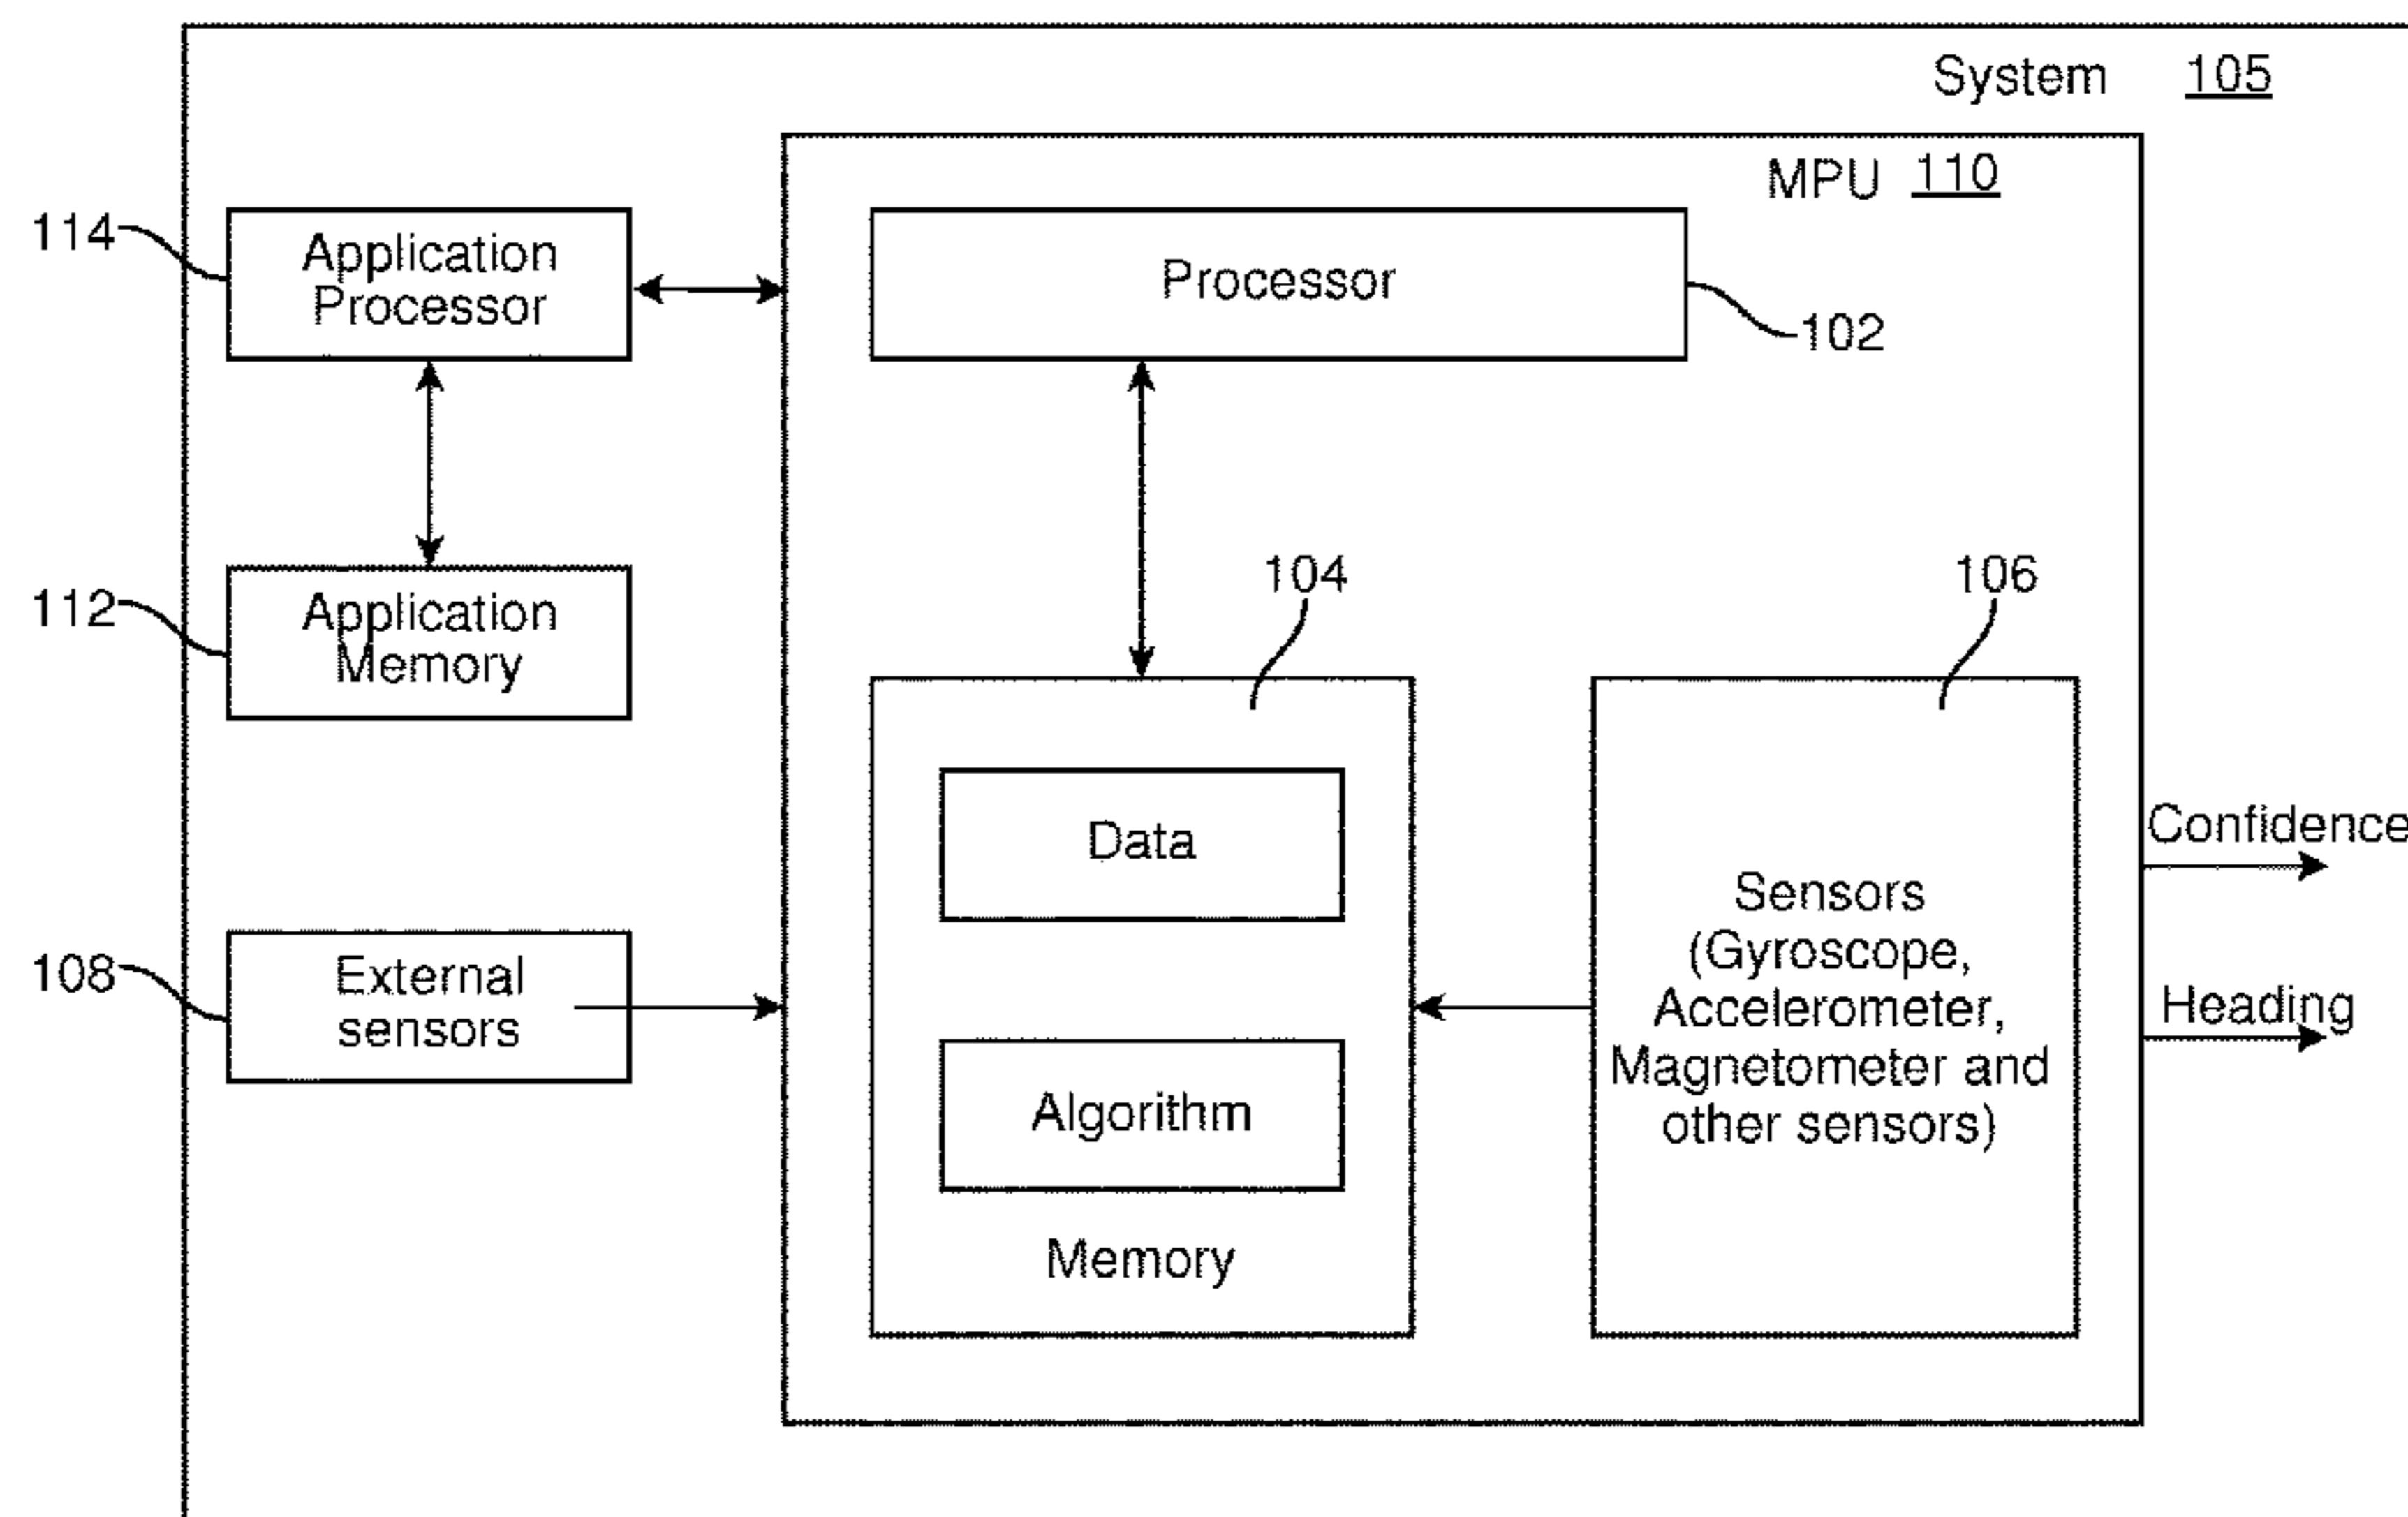 System 105
MPU 110
114
Application
Processor
Processor
102
112
Application
Memory
104
106
Data
Confidence
Sensors
(Gyroscope,
Accelerometer,
Magnetometer and
other sensors)
108
External
sensors
Heading
Algorithm
Memory